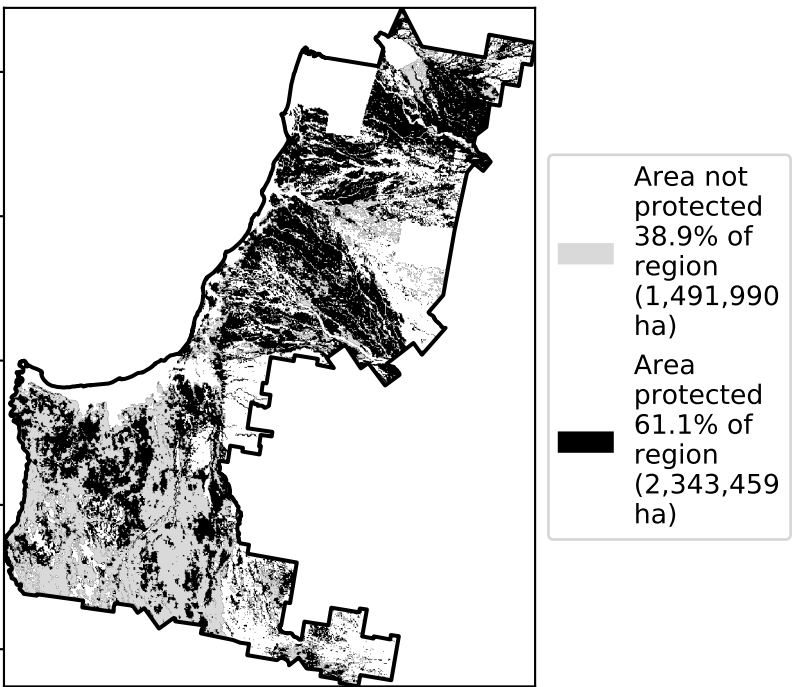 Area not
protected
38.9% of
region
(1,491,990
ha)
Area
protected
61.1% of
region
(2,343,459
ha)